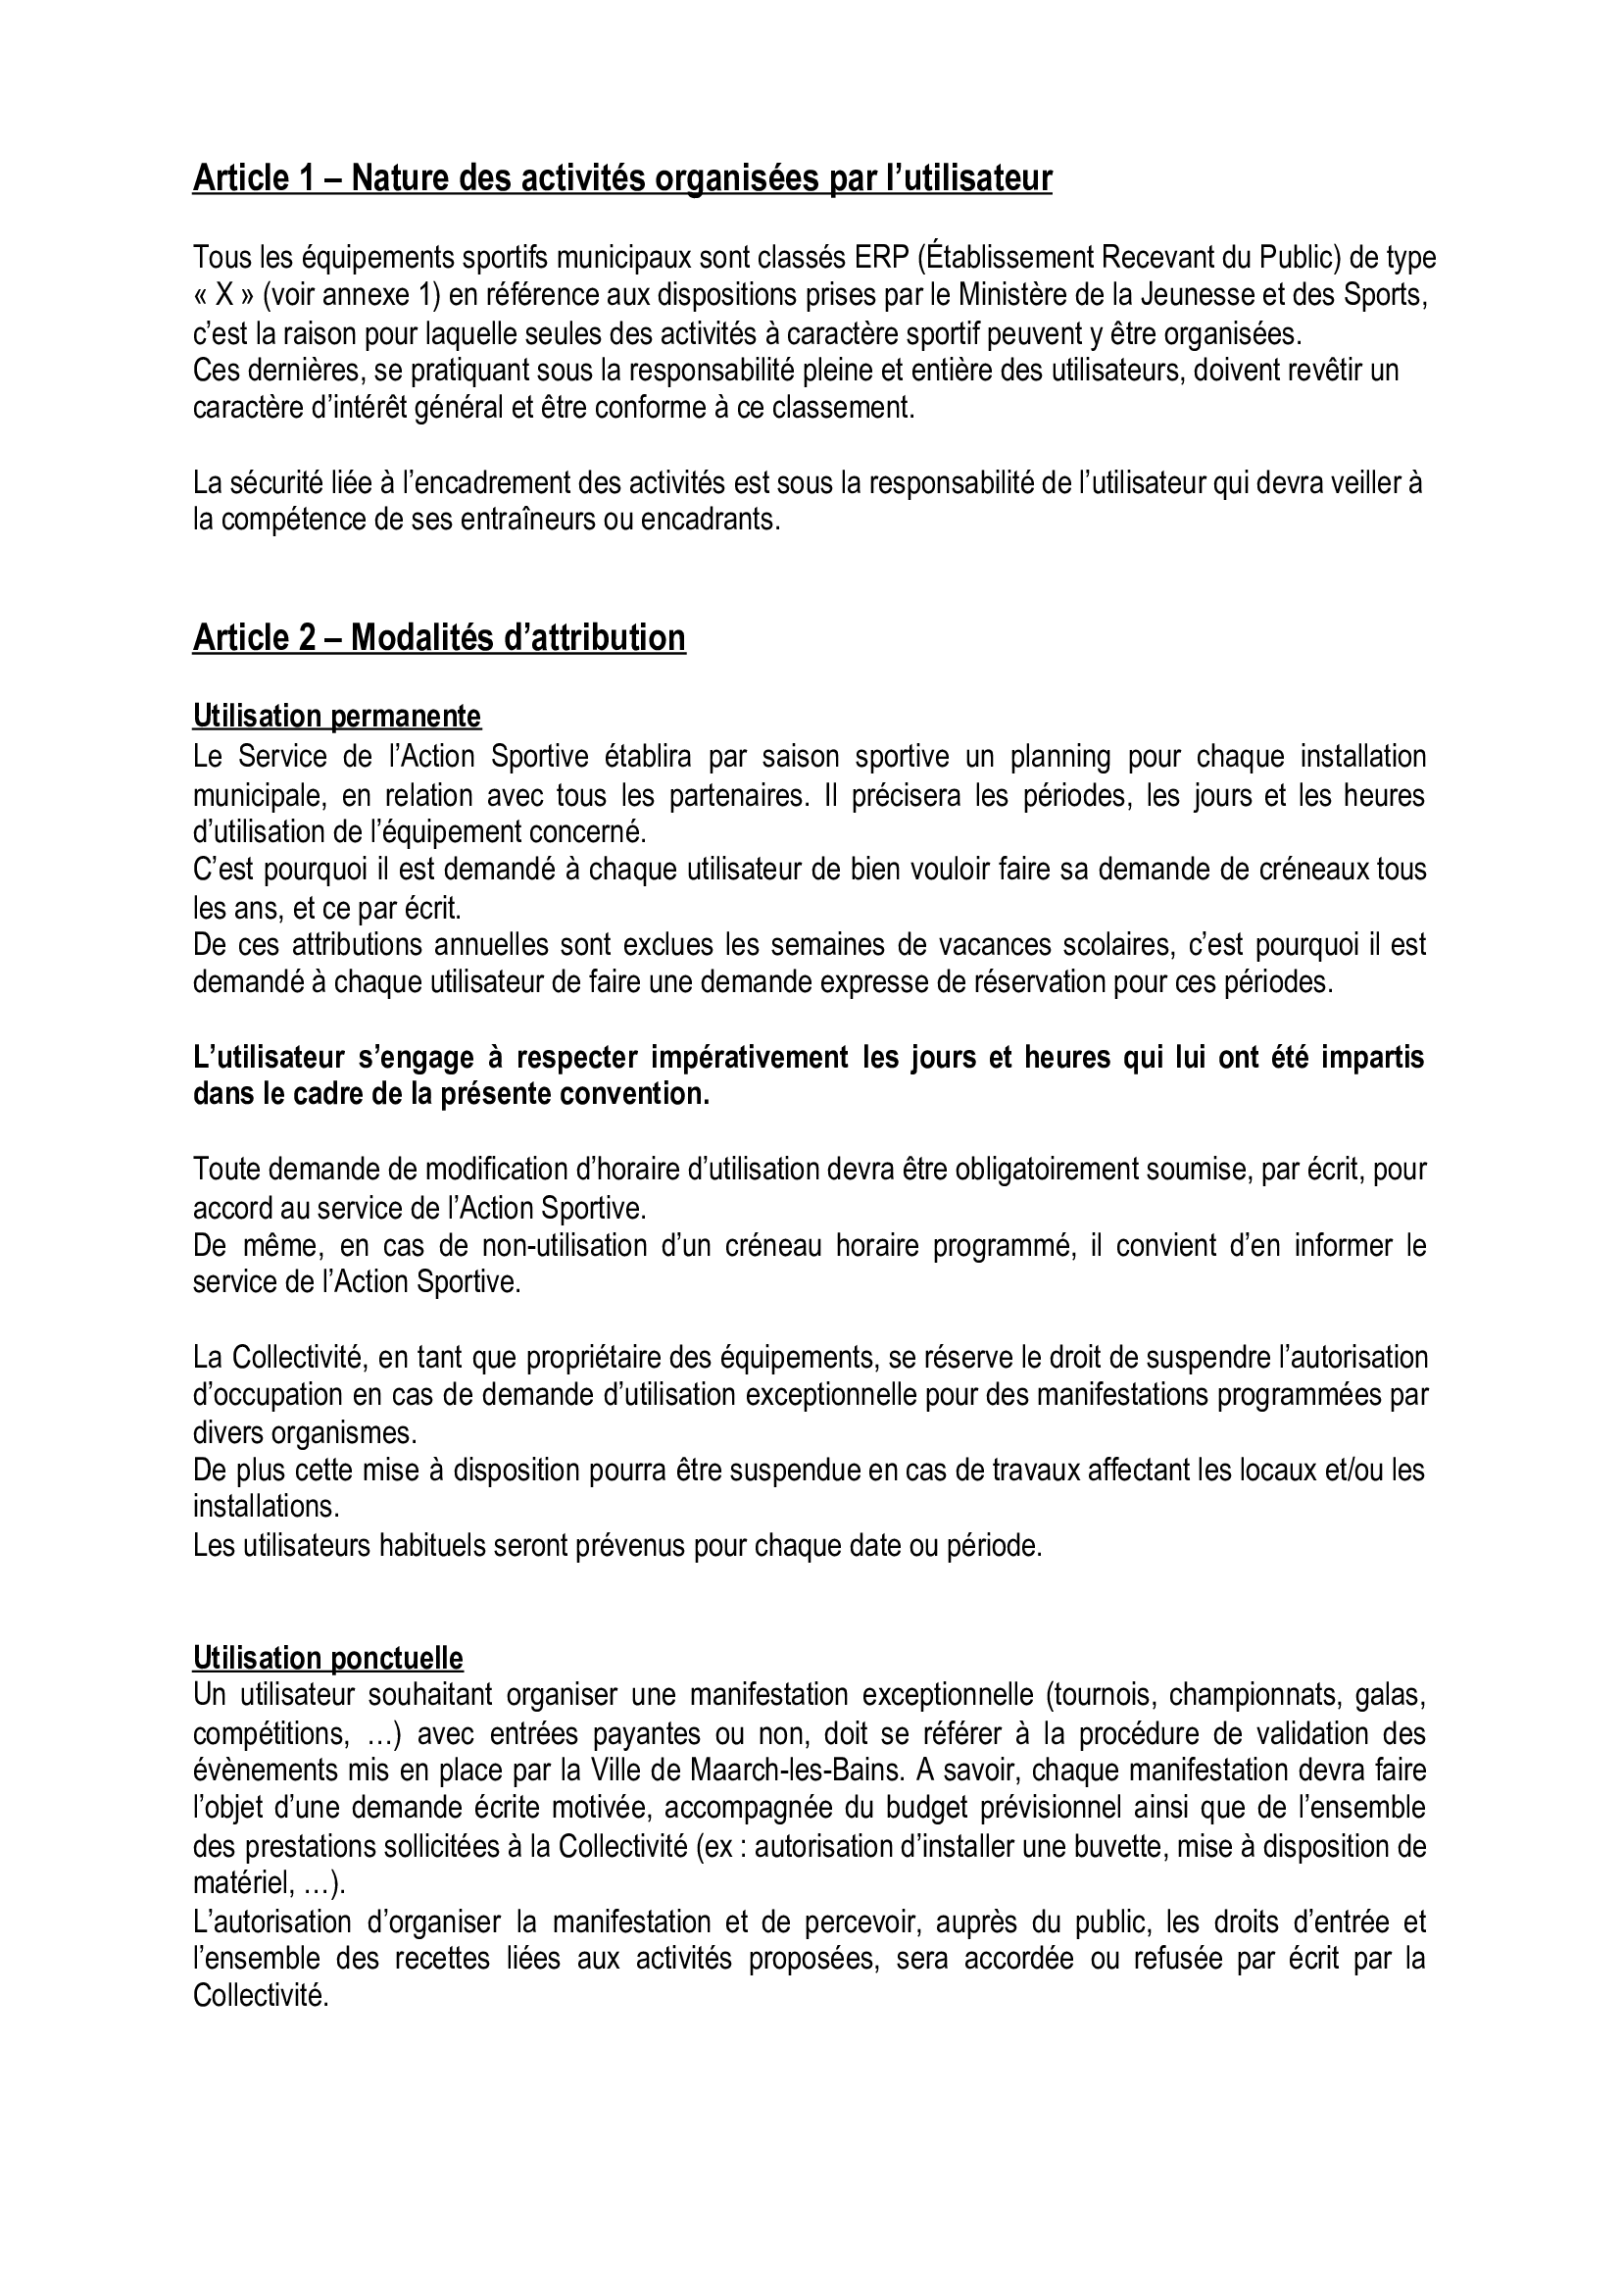 Article 1 – Nature des activités organisées par l’utilisateur
Tous les équipements sportifs municipaux sont classés ERP (Établissement Recevant du Public) de type
« X » (voir annexe 1) en référence aux dispositions prises par le Ministère de la Jeunesse et des Sports,
c’est la raison pour laquelle seules des activités à caractère sportif peuvent y être organisées.
Ces dernières, se pratiquant sous la responsabilité pleine et entière des utilisateurs, doivent revêtir un
caractère d’intérêt général et être conforme à ce classement.
La sécurité liée à l’encadrement des activités est sous la responsabilité de l’utilisateur qui devra veiller à
la compétence de ses entraîneurs ou encadrants.
Article 2 – Modalités d’attribution
Utilisation permanente
Le Service de l’Action Sportive établira par saison sportive un planning pour chaque installation
municipale, en relation avec tous les partenaires. Il précisera les périodes, les jours et les heures
d’utilisation de l’équipement concerné.
C’est pourquoi il est demandé à chaque utilisateur de bien vouloir faire sa demande de créneaux tous
les ans, et ce par écrit.
De ces attributions annuelles sont exclues les semaines de vacances scolaires, c’est pourquoi il est
demandé à chaque utilisateur de faire une demande expresse de réservation pour ces périodes.
L’utilisateur s’engage à respecter impérativement les jours et heures qui lui ont été impartis
dans le cadre de la présente convention.
Toute demande de modification d’horaire d’utilisation devra être obligatoirement soumise, par écrit, pour
accord au service de l’Action Sportive.
De même, en cas de non-utilisation d’un créneau horaire programmé, il convient d’en informer le
service de l’Action Sportive.
La Collectivité, en tant que propriétaire des équipements, se réserve le droit de suspendre l’autorisation
d’occupation en cas de demande d’utilisation exceptionnelle pour des manifestations programmées par
divers organismes.
De plus cette mise à disposition pourra être suspendue en cas de travaux affectant les locaux et/ou les
installations.
Les utilisateurs habituels seront prévenus pour chaque date ou période.
Utilisation ponctuelle
Un utilisateur souhaitant organiser une manifestation exceptionnelle (tournois, championnats, galas,
compétitions, …) avec entrées payantes ou non, doit se référer à la procédure de validation des
évènements mis en place par la Ville de Maarch-les-Bains. A savoir, chaque manifestation devra faire
l’objet d’une demande écrite motivée, accompagnée du budget prévisionnel ainsi que de l’ensemble
des prestations sollicitées à la Collectivité (ex : autorisation d’installer une buvette, mise à disposition de
matériel, …).
L’autorisation d’organiser la manifestation et de percevoir, auprès du public, les droits d’entrée et
l’ensemble des recettes liées aux activités proposées, sera accordée ou refusée par écrit par la
Collectivité.